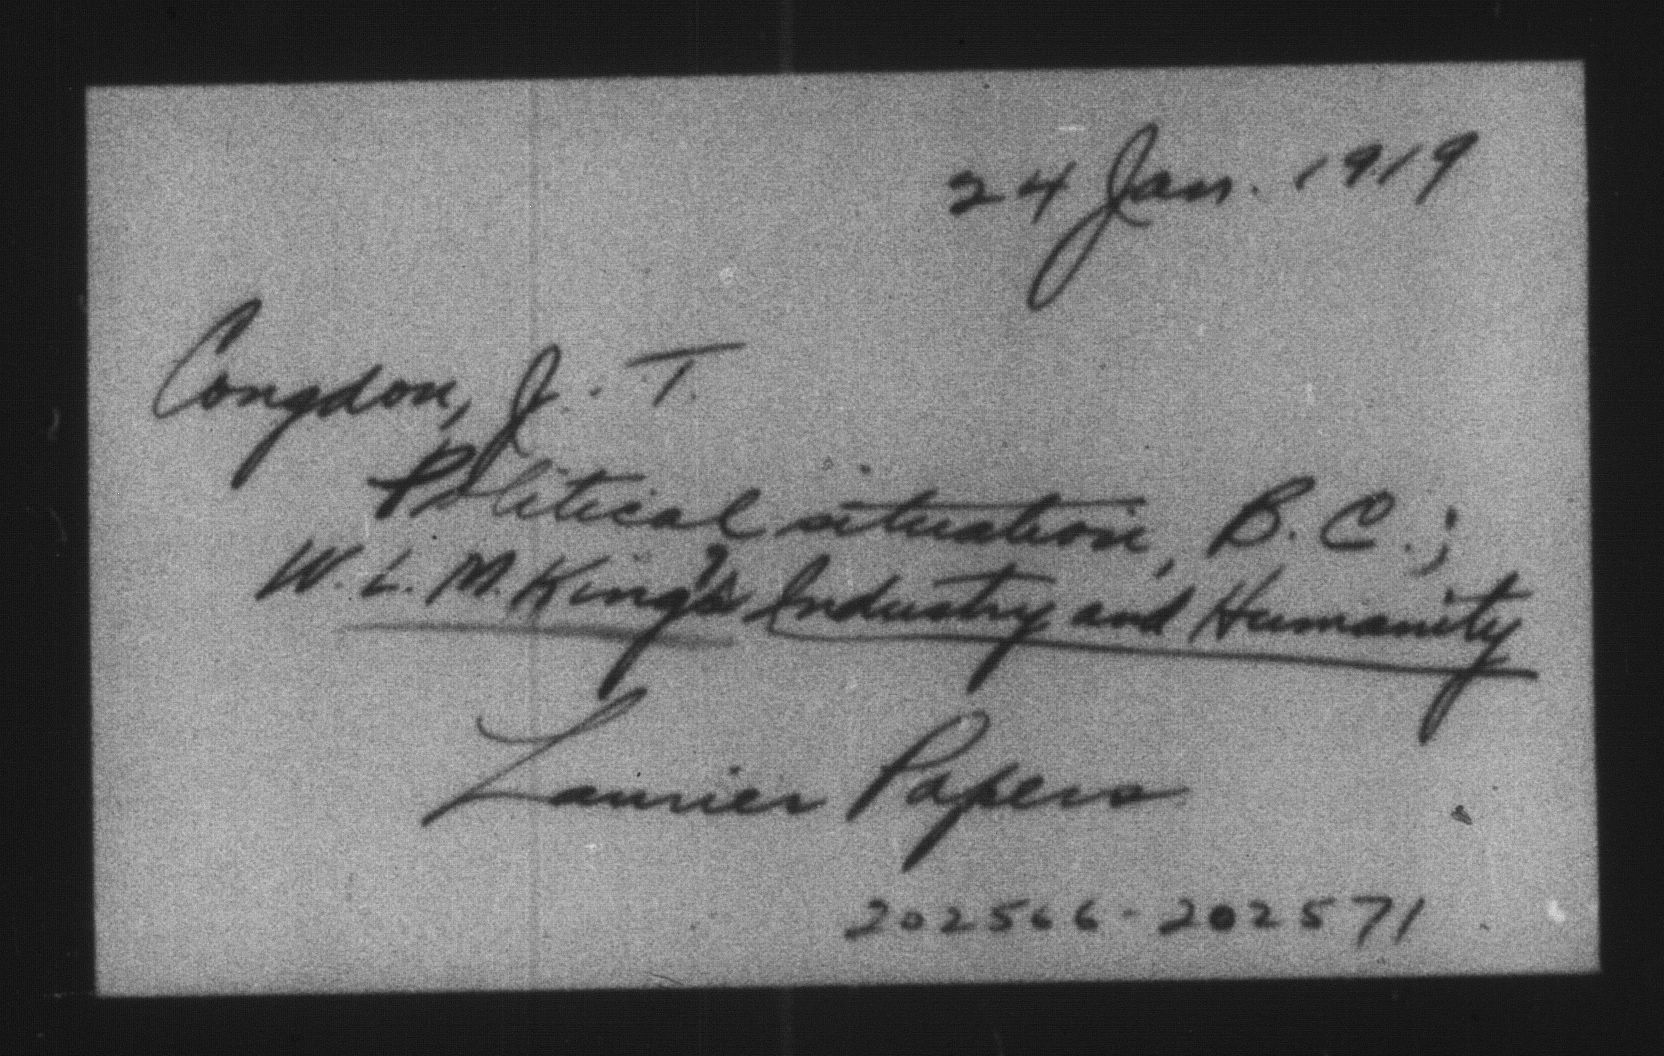 24 Jan. 1919
Congdon, J. T.
Political situation, B. C.;
W. L. M. King's Industry and Humanity
Laurier Papers
202566-202571